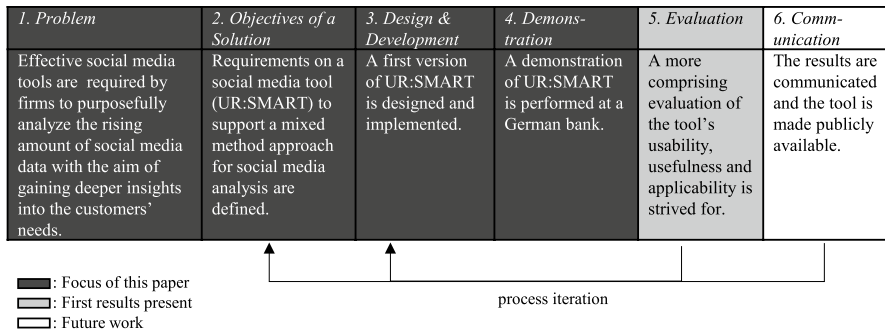 1. Problem
2. Objectives of a
Solution
3. Design &
Development
4. Demons-
tration
5. Evaluation
6. Comm-
unication
Effective social media
tools are required by
firms to purposefully
analyze the rising
amount of social media
data with the aim of
gaining deeper insights
into the customers'
needs.
Requirements on a
social media tool
(UR:SMART) to
support a mixed
method approach
for social media
analysis are
defined.
A first version of
UR:SMART
is designed and
implemented.
A demonstration
of UR:SMART
is performed at a
German bank.
A more
comprising
evaluation of
the tool's
usability,
usefulness and
applicability is
strived for.
The results are
communicated
and the tool is
made publicly
available.
: Focus of this paper
: First results present
: Future work
process iteration